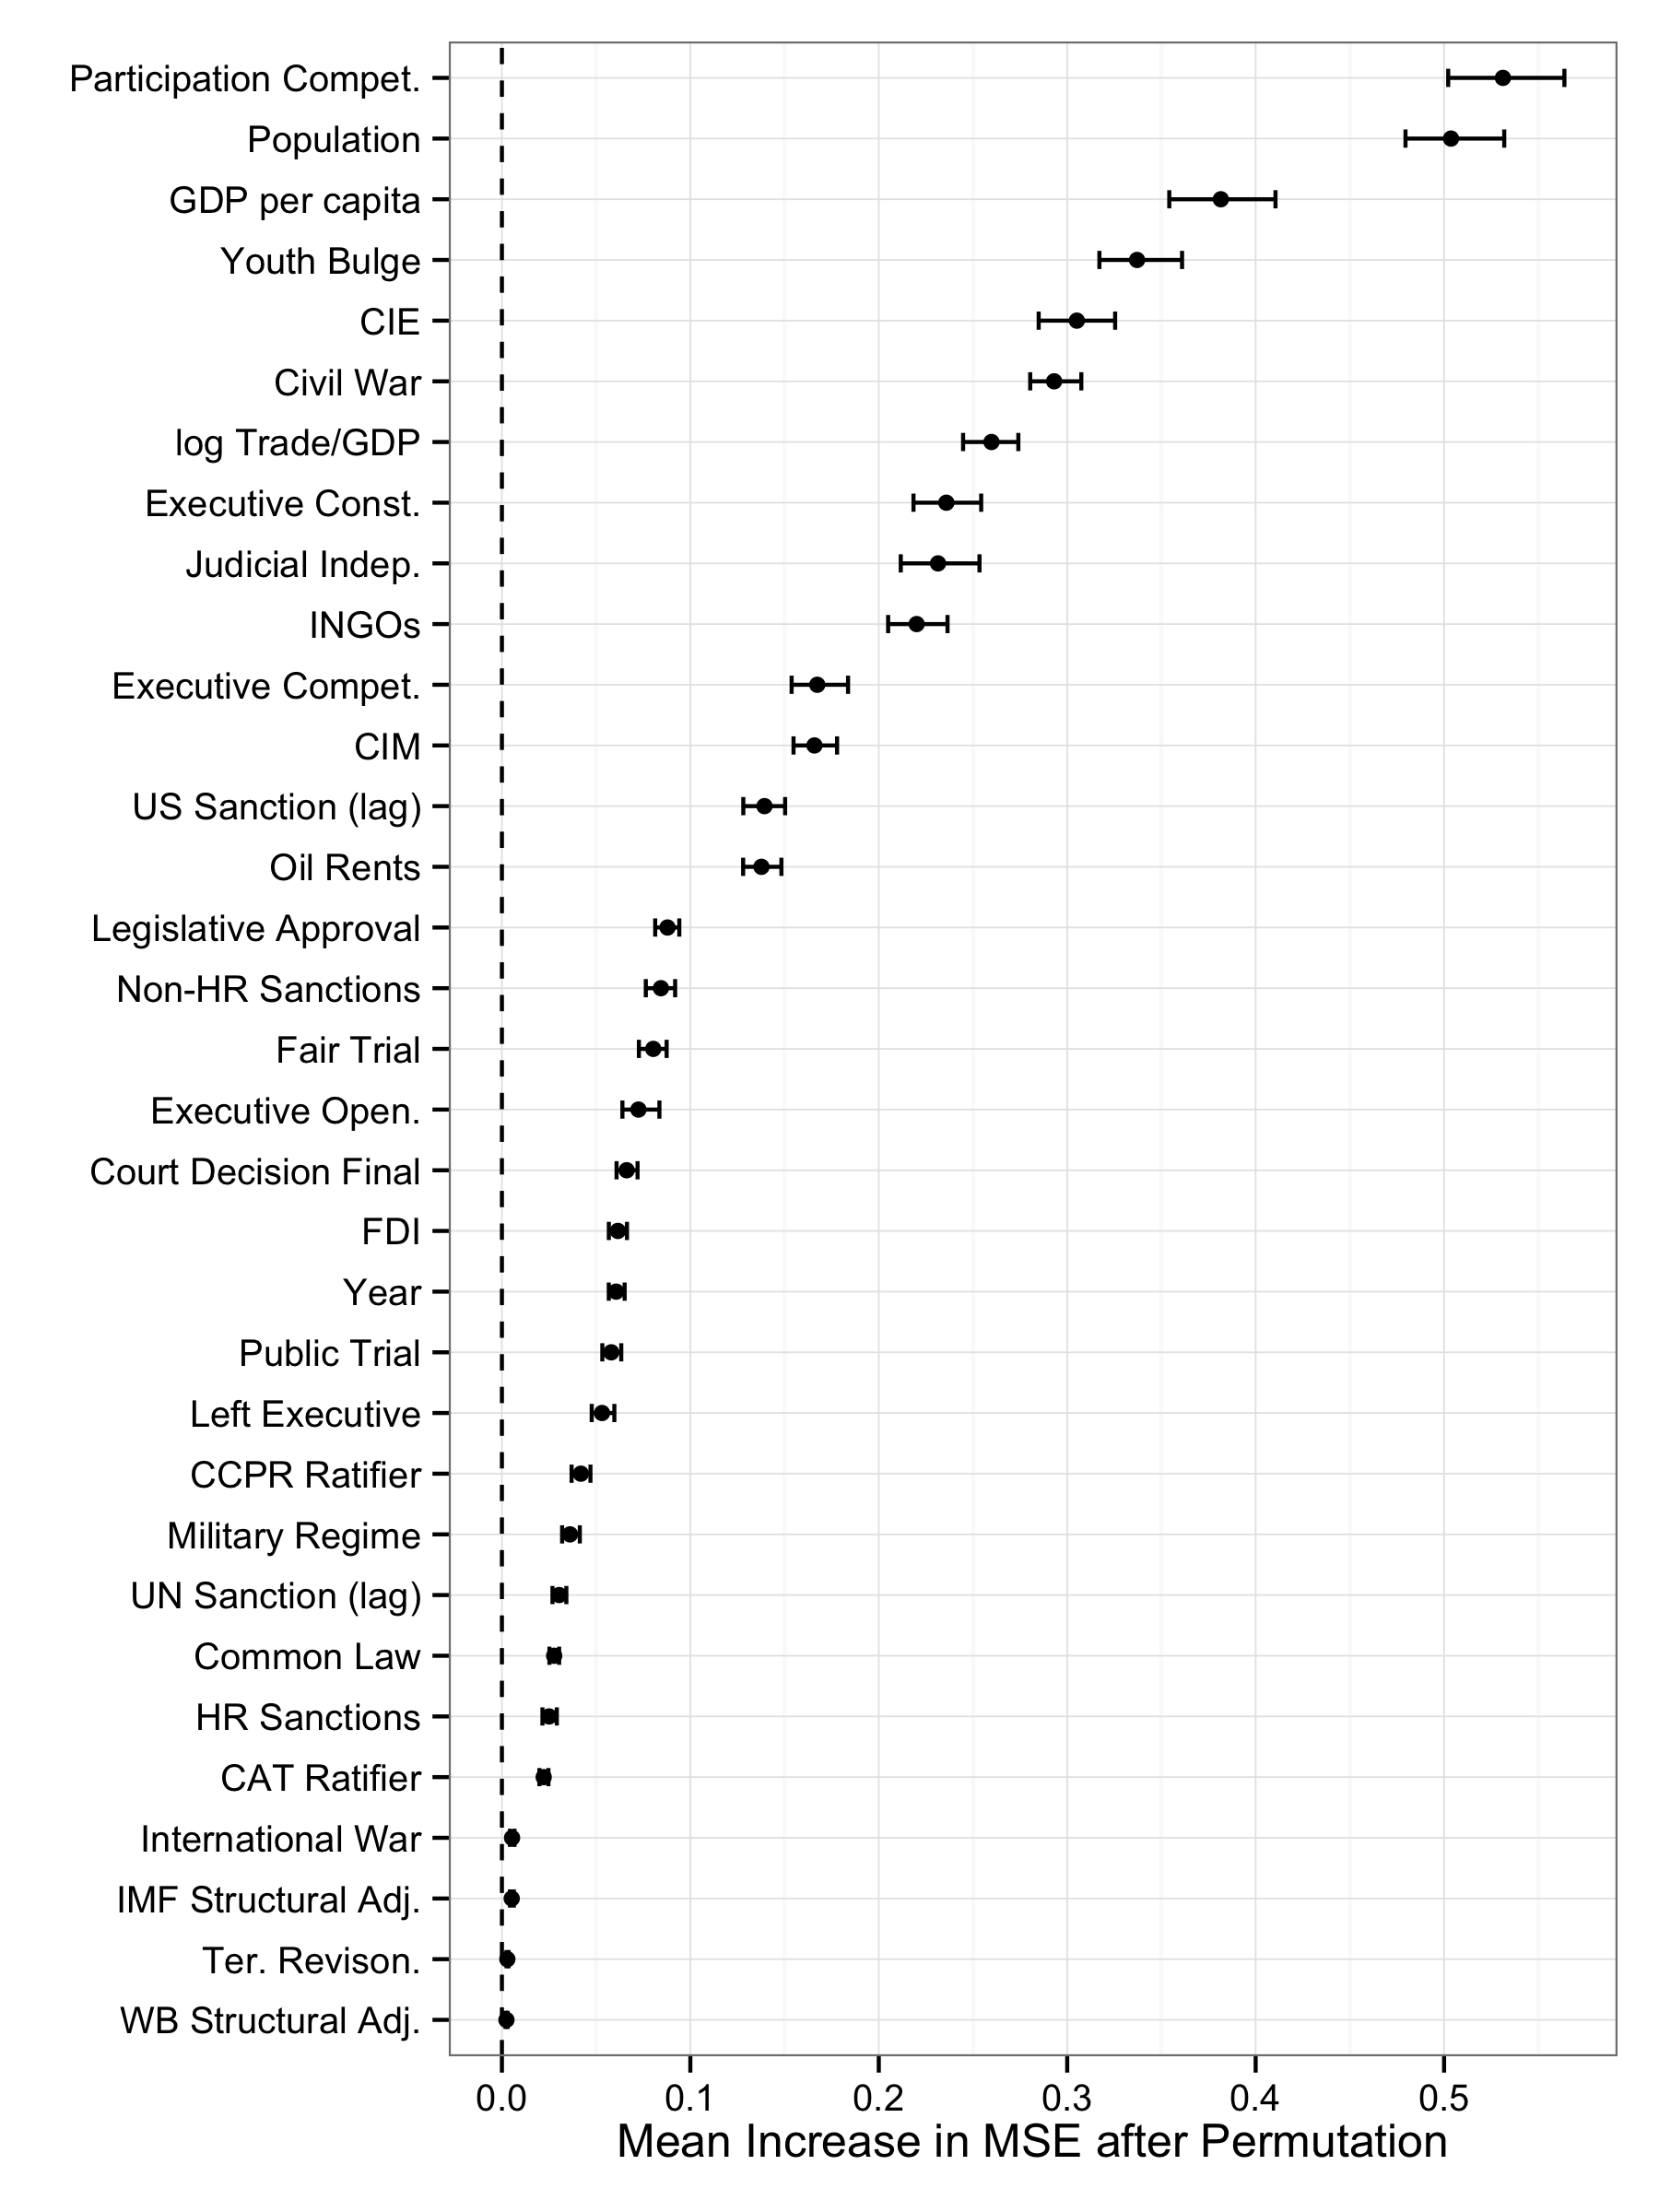 Participation Compet.
Population
GDP per capita
Youth Bulge
CIE
Civil War
log Trade/GDP
Executive Const.
Judicial Indep.
INGOs
Executive Compet.
CIM
US Sanction (lag)
Oil Rents
Legislative Approval
Non-HR Sanctions
Fair Trial
Executive Open.
Court Decision Final
FDI
Year
Public Trial
Left Executive
CCPR Ratifier
Military Regime
UN Sanction (lag)
Common Law
HR Sanctions
CAT Ratifier
International War
IMF Structural Adj.
Ter. Revison.
WB Structural Adj.
0.0 0.1 0.2 0.3 0.4 0.5
Mean Increase in MSE after Permutation